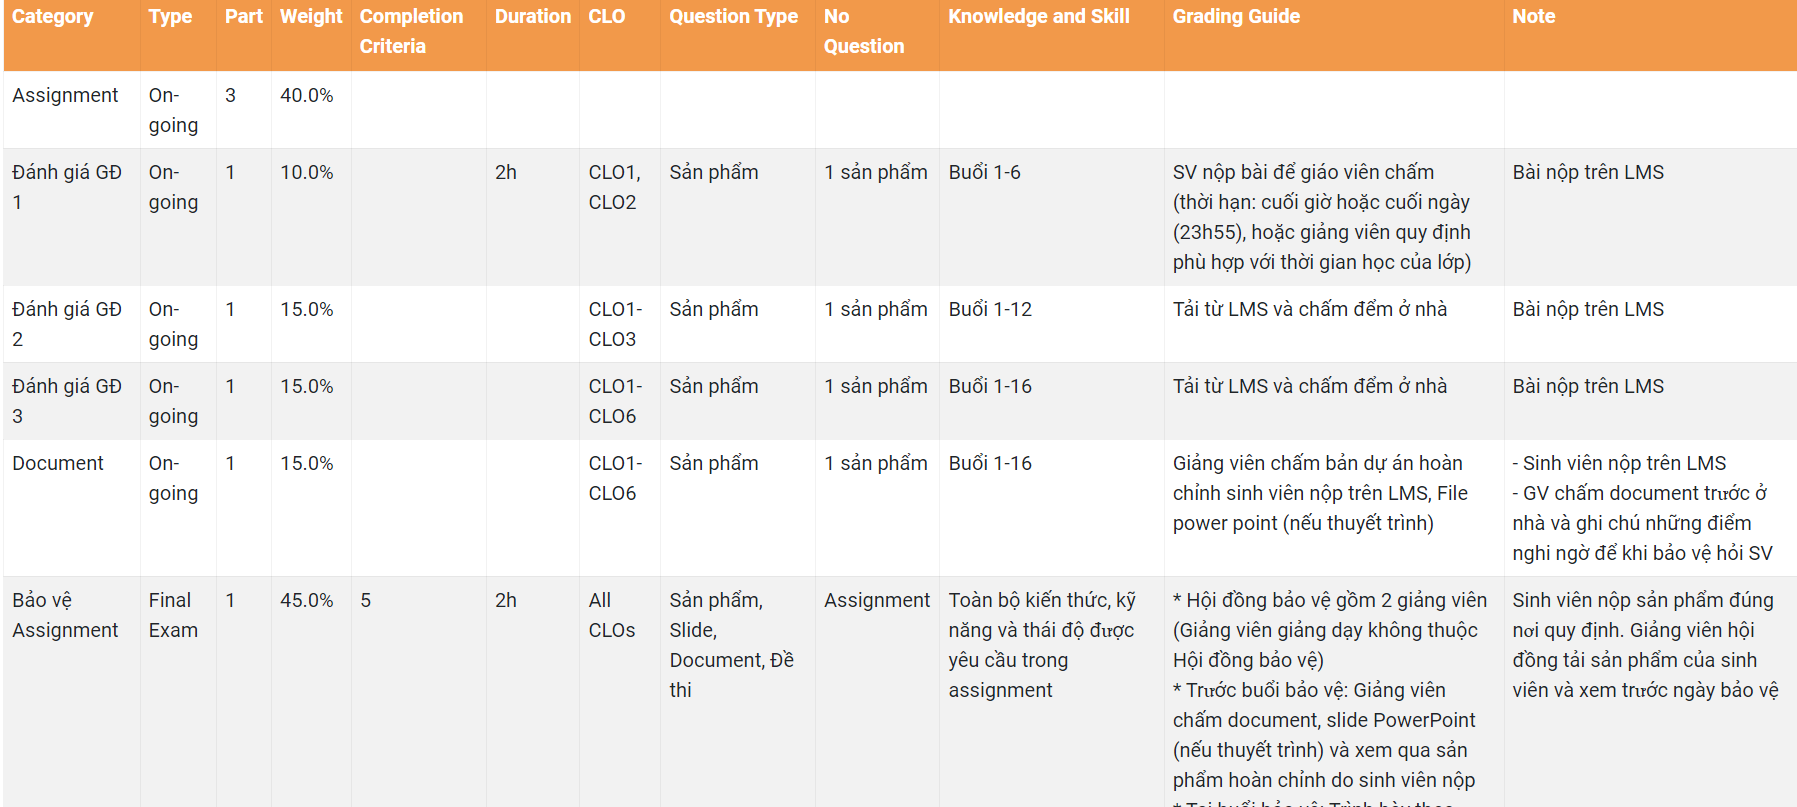 Category Type Part Weight Completion Criteria Duration CLO Question Type No Question Knowledge and Skill Grading Guide Note
Assignment
On-
going
3
40.0%
Đánh giá GĐ
1
On-
going
1
10.0%
2h
CLO1,
CLO2
Sản phẩm
1 sản phẩm
Buổi 1-6
SV nộp bài để giáo viên chấm
(thời hạn: cuối giờ hoặc cuối ngày
(23h55), hoặc giảng viên quy định
phù hợp với thời gian học của lớp)
Bài nộp trên LMS
Đánh giá GĐ
2
On-
going
1
15.0%
CLO1-
CLO3
Sản phẩm
1 sản phẩm
Buổi 1-12
Tải từ LMS và chấm đểm ở nhà
Bài nộp trên LMS
Đánh giá GĐ
3
On-
going
1
15.0%
CLO1-
CLO6
Sản phẩm
1 sản phẩm
Buổi 1-16
Tải từ LMS và chấm đểm ở nhà
Bài nộp trên LMS
Document
On-
going
1
15.0%
CLO1-
CLO6
Sản phẩm
1 sản phẩm
Buổi 1-16
Giảng viên chấm bản dự án hoàn
chỉnh sinh viên nộp trên LMS, File
power point (nếu thuyết trình)
- Sinh viên nộp trên LMS
- GV chấm document trước ở
nhà và ghi chú những điểm
nghi ngờ để khi bảo vệ hỏi SV
Bảo vệ
Assignment
Final
Exam
1
45.0%
5
2h
All
CLOs
Sản phẩm,
Slide,
Document, Đề
thi
Assignment
Toàn bộ kiến thức, kỹ
năng và thái độ được
yêu cầu trong
assignment
* Hội đồng bảo vệ gồm 2 giảng viên
(Giảng viên giảng dạy không thuộc
Hội đồng bảo vệ)
* Trước buổi bảo vệ: Giảng viên
chấm document, slide PowerPoint
(nếu thuyết trình) và xem qua sản
phẩm hoàn chỉnh do sinh viên nộp
Sinh viên nộp sản phẩm đúng
nơi quy định. Giảng viên hội
đồng tải sản phẩm của sinh
viên và xem trước ngày bảo vệ